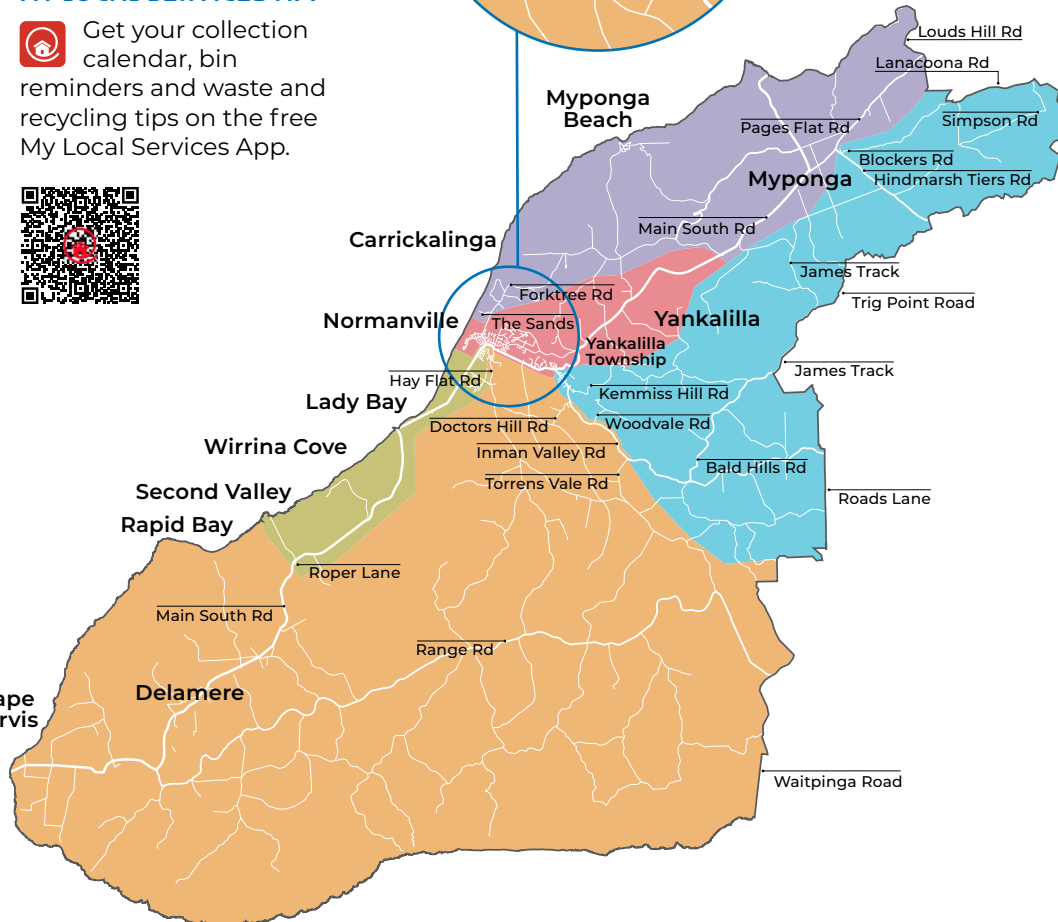 Get your collection
calendar, bin
reminders and waste and
recycling tips on the free
My Local Services App.
Louds Hill Rd
Lanacoona Rd
Myponga
Beach
Pages Flat Rd
Simpson Rd
Blockers Rd
Myponga
Hindmarsh Tiers Rd
Main South Rd
Carrickalinga
James Track
Forktree Rd
Trig Point Road
Normanville
The Sands
Yankalilla
Yankalilla
Township
James Track
Hay Flat Rd
Kemmiss Hill Rd
Lady Bay
Doctors Hill Rd
Woodvale Rd
Wirrina Cove
Inman Valley Rd
Bald Hills Rd
Torrens Vale Rd
Second Valley
Roads Lane
Rapid Bay
Roper Lane
Main South Rd
Range Rd
Delamere
ape
rvis
Waitpinga Road